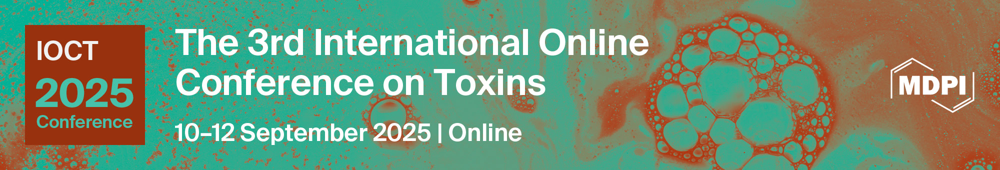 IOCT
2025
Conference
The 3rd International Online
Conference on Toxins
10–12 September 2025 | Online
MDPI